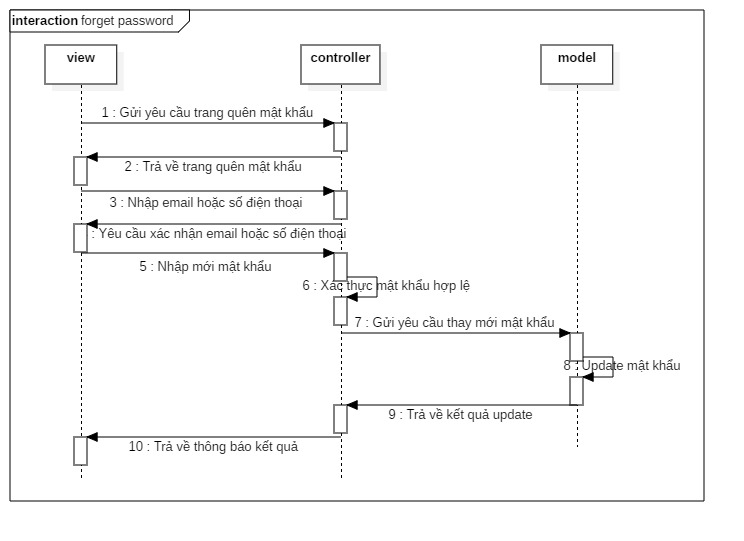 interaction forget password
view
controller
model
1 : Gửi yêu cầu trang quên mật khẩu
2 : Trả về trang quên mật khẩu
3 : Nhập email hoặc số điện thoại
: Yêu cầu xác nhận email hoặc số điện thoại
5 : Nhập mới mật khẩu
6 : Xác thực mật khẩu hợp lệ
7 : Gửi yêu cầu thay mới mật khẩu
8 : Update mật khẩu
9 : Trả về kết quả update
10 : Trả về thông báo kết quả